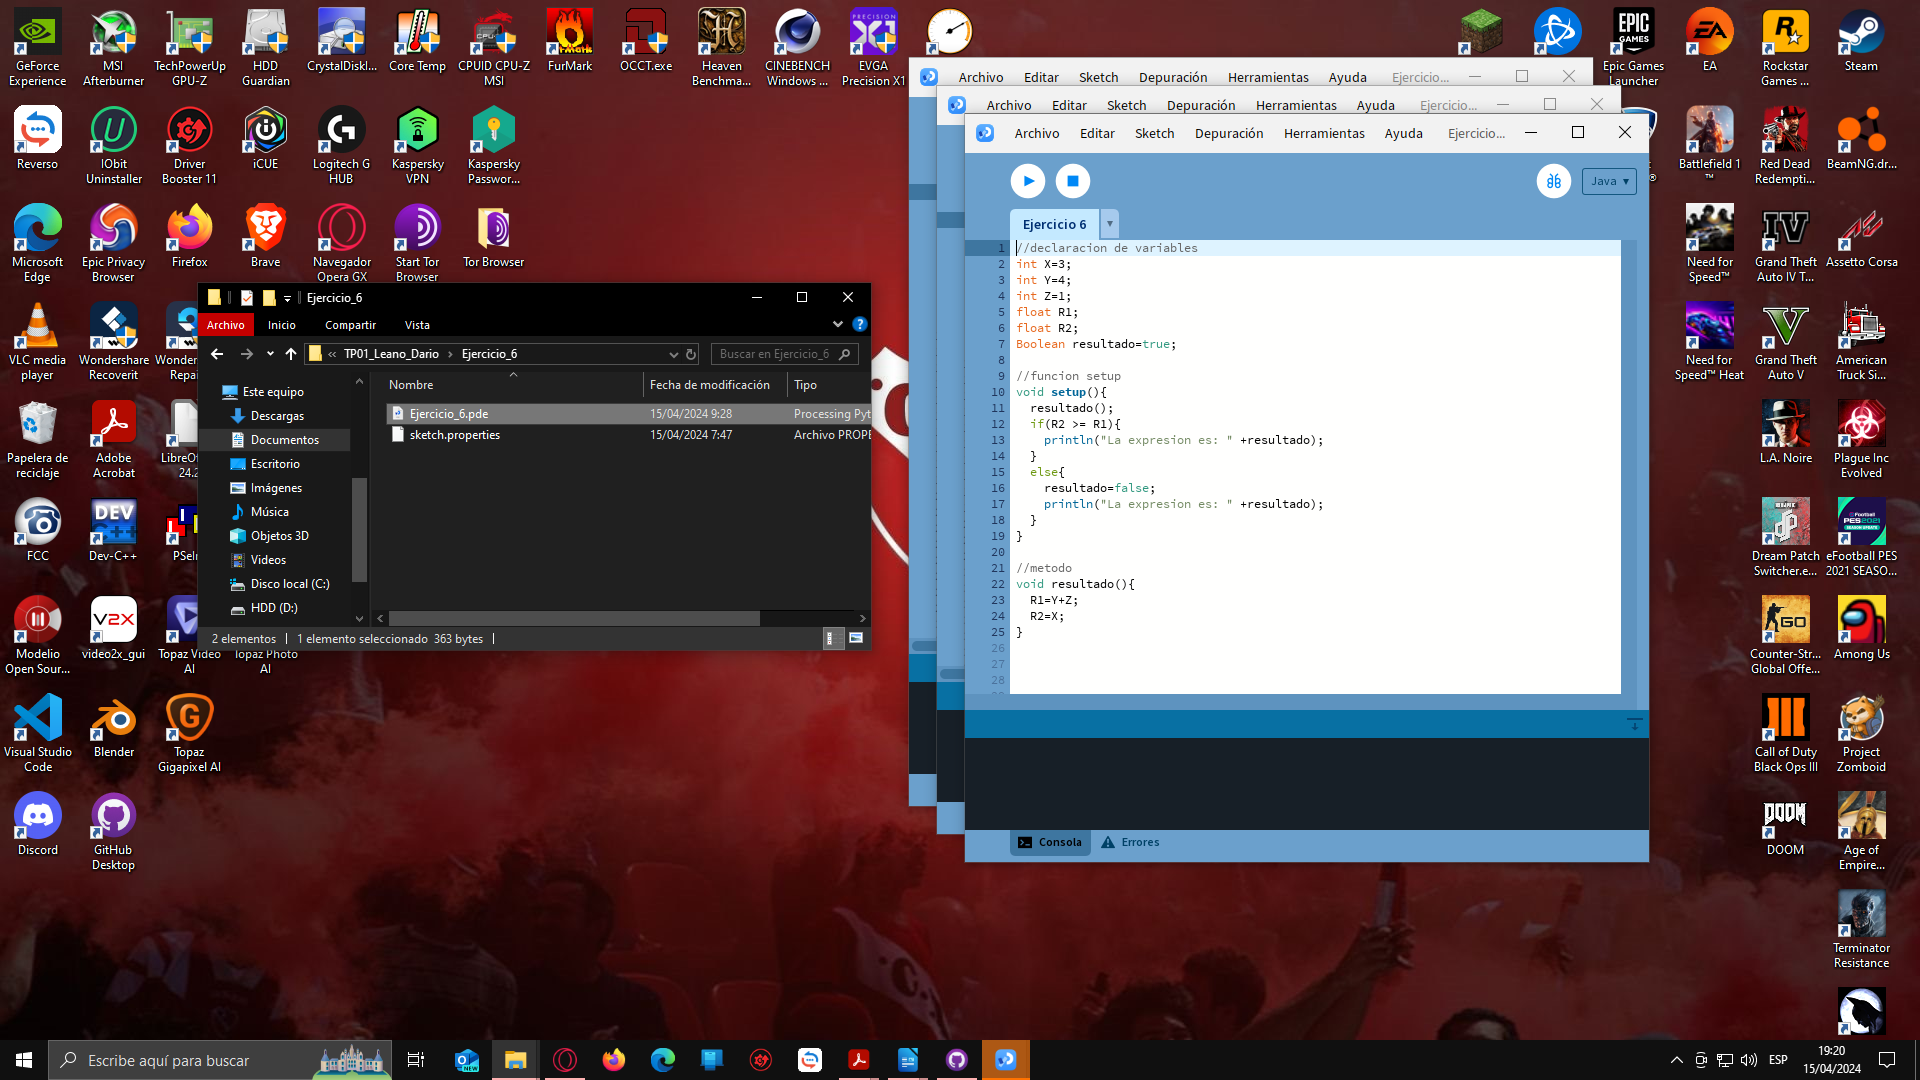 GeForce Experience
MSI Afterburner
TechPowerUp GPU-Z
HDD Guardian
CrystalDiskI...
Core Temp
CPUID CPU-Z MSI
FurMark
OCCT.exe
Heaven Benchma...
CINEBENCH Windows ...
EVGA Precision X1
Epic Games Launcher
EA
Rockstar Games ...
Steam
Reverso
IObit Uninstaller
Driver Booster 11
iCUE
Logitech G HUB
Kaspersky VPN
Kaspersky Passwor...
Battlefield 1 ™
Red Dead Redempti...
BeamNG.dr...
Microsoft Edge
Epic Privacy Browser
Firefox
Brave
Navegador Opera GX
Start Tor Browser
Tor Browser
Need for Speed™
Grand Theft Auto IV T...
Assetto Corsa
VLC media player
Wondershare Recoverit
Need for Speed™ Heat
Grand Theft Auto V
American Truck Si...
Papelera de reciclaje
Adobe Acrobat
L.A. Noire
Plague Inc Evolved
FCC
Dev-C++
Dream Patch Switcher.e...
eFootball PES 2021 SEASO...
Modelio Open Sour...
video2x_gui
Topaz Video AI
Topaz Photo AI
Counter-Str... Global Offe...
Among Us
Visual Studio Code
Blender
Topaz Gigapixel AI
Call of Duty Black Ops III
Project Zomboid
Discord
GitHub Desktop
DOOM
Age of Empire...
Terminator Resistance
Ejercicio_6
Archivo Inicio Compartir Vista
« TP01_Leano_Dario › Ejercicio_6
Buscar en Ejercicio_6
Nombre Fecha de modificación Tipo
Ejercicio_6.pde 15/04/2024 9:28 Processing Pyt
sketch.properties 15/04/2024 7:47 Archivo PROPE
Este equipo
Descargas
Documentos
Escritorio
Imágenes
Música
Objetos 3D
Videos
Disco local (C:)
HDD (D:)
2 elementos 1 elemento seleccionado 363 bytes
Archivo Editar Sketch Depuración Herramientas Ayuda Ejercicio...
Archivo Editar Sketch Depuración Herramientas Ayuda Ejercicio...
Archivo Editar Sketch Depuración Herramientas Ayuda Ejercicio...
Java ▾
Ejercicio 6 ▾
1 //declaracion de variables
2 int X=3;
3 int Y=4;
4 int Z=1;
5 float R1;
6 float R2;
7 Boolean resultado=true;
8
9 //funcion setup
10 void setup(){
11 resultado();
12 if(R2 >= R1){
13 println("La expresion es: " +resultado);
14 }
15 else{
16 resultado=false;
17 println("La expresion es: " +resultado);
18 }
19 }
20
21 //metodo
22 void resultado(){
23 R1=Y+Z;
24 R2=X;
25 }
26
27
28
Consola Errores
Escribe aquí para buscar
ESP
19:20
15/04/2024